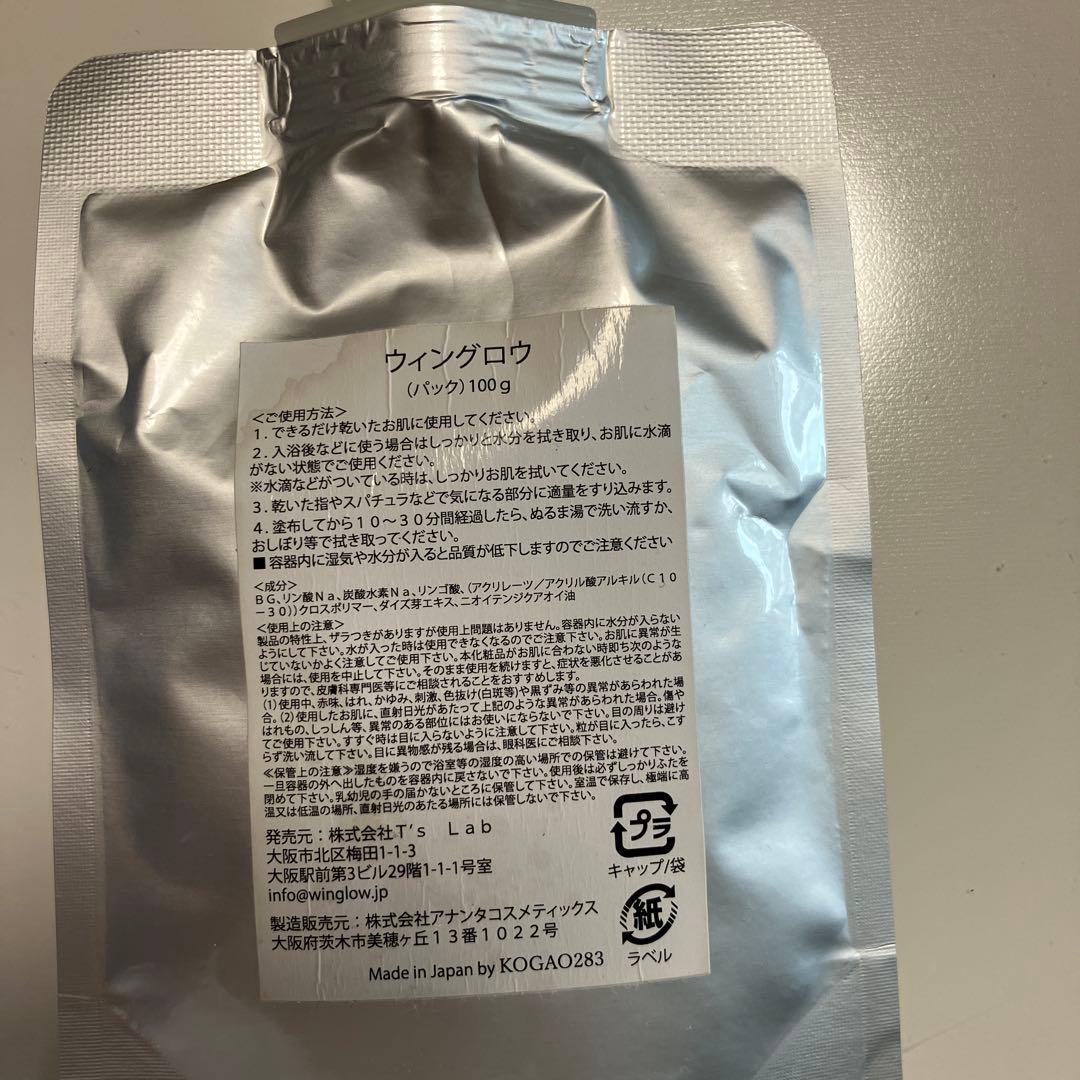 ウィングロウ
（パック）100ｇ
＜ご使用方法＞
１．できるだけ乾いたお肌に使用してください。
２．入浴後などに使う場合はしっかりと水分を拭き取り、お肌に水滴
がない状態でご使用ください。
※水滴などがついている時は、しっかりお肌を拭いてください。
３．乾いた指やスパチュラなどで気になる部分に適量をすり込みます。
４．塗布してから１０～３０分間経過したら、ぬるま湯で洗い流すか、
おしぼり等で拭き取ってください。
■容器内に湿気や水分が入ると品質が低下しますのでご注意ください
＜成分＞
ＢＧ、リン酸Ｎａ、炭酸水素Ｎａ、リンゴ酸、（アクリレーツ／アクリル酸アルキル（Ｃ１０
－３０））クロスポリマー、ダイズ芽エキス、ニオイテンジクアオイ油
＜使用上の注意＞
製品の特性上、ザラつきがありますが使用上問題はありません。容器内に水分が入らない
ようにして下さい。水が入った時は使用できなくなるのでご注意下さい。お肌に異常が生
じていないかよく注意してご使用下さい。本化粧品がお肌に合わない時即ち次のような
場合には、使用を中止して下さい。そのまま使用を続けますと、症状を悪化させることがあ
りますので、皮膚科専門医等にご相談されることをおすすめします。
(1)使用中、赤味、はれ、かゆみ、刺激、色抜け(白斑等)や黒ずみ等の異常があらわれた場
合。(2)使用したお肌に、直射日光があたって上記のような異常があらわれた場合。傷や
はれもの、しっしん等、異常のある部位にはお使いにならないで下さい。目の周りは避け
てご使用下さい。すすぐ時は目に入らないように注意して下さい。粒が目に入ったら、こす
らず洗い流して下さい。目に異物感が残る場合は、眼科医にご相談下さい。
≪保管上の注意≫湿度を嫌うので浴室等の湿度の高い場所での保管は避けて下さい。
一旦容器の外へ出したものを容器内に戻さないで下さい。使用後は必ずしっかりふたを
閉めて下さい。乳幼児の手の届かないところに保管して下さい。室温で保存し、極端に高
温又は低温の場所、直射日光のあたる場所には保管しないで下さい。
発売元：株式会社Ｔ’ｓ　Ｌａｂ
大阪市北区梅田1-1-3
大阪駅前第3ビル29階1-1-1号室
info@winglow.jp
プラ
キャップ/袋
製造販売元：株式会社アナンタコスメティックス
大阪府茨木市美穂ヶ丘１３番１０２２号
紙
ラベル
Made in Japan by KOGAO283